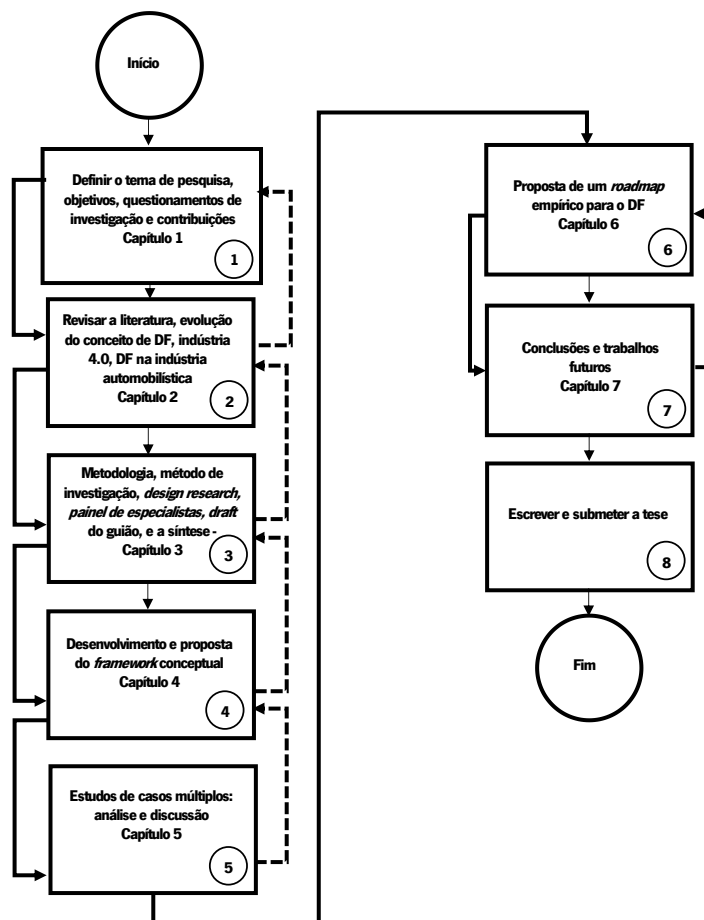 Início
Definir o tema de pesquisa,
objetivos, questionamentos de
investigação e contribuições
Capítulo 1
1
Revisar a literatura, evolução
do conceito de DF, indústria
4.0, DF na indústria
automobilística
Capítulo 2
2
Metodologia, método de
investigação, design research,
painel de especialistas, draft
do guião, e a síntese -
Capítulo 3
3
Desenvolvimento e proposta
do framework conceptual
Capítulo 4
4
Estudos de casos múltiplos:
análise e discussão
Capítulo 5
5
Proposta de um roadmap
empírico para o DF
Capítulo 6
6
Conclusões e trabalhos
futuros
Capítulo 7
7
Escrever e submeter a tese
8
Fim